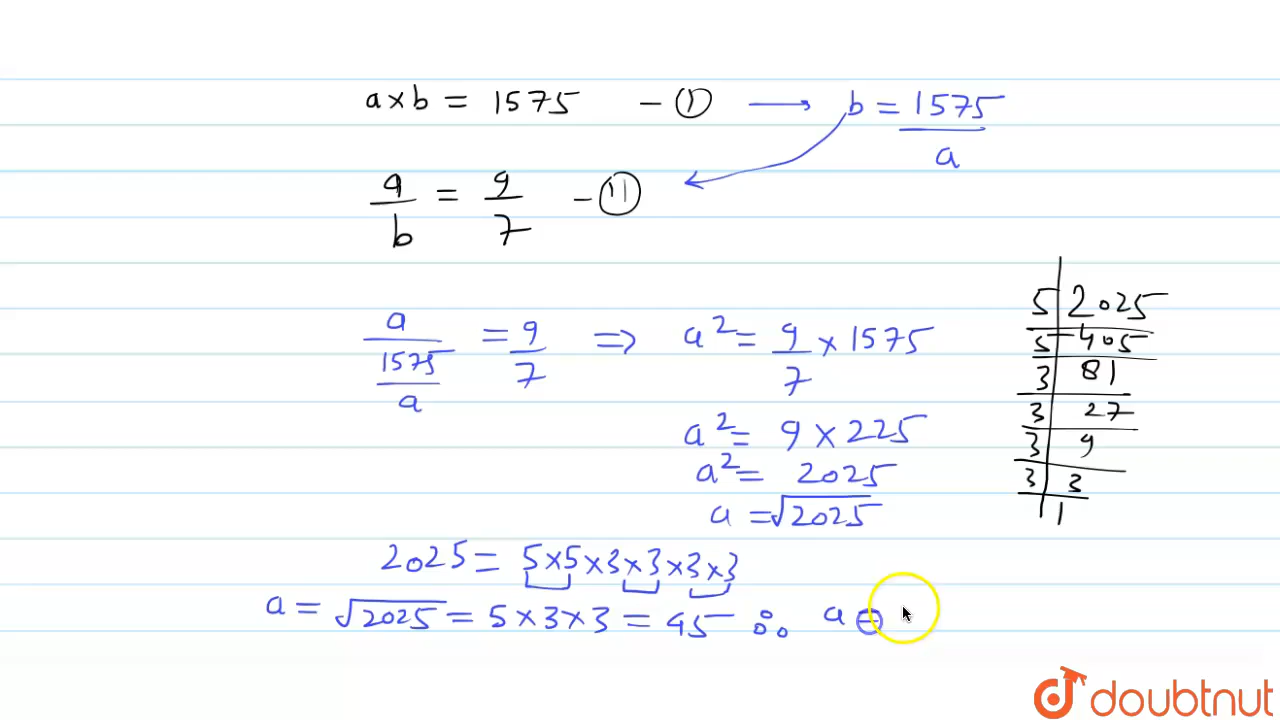 a×b = 1575 - ① → b = 1575/a
a/b = 9/7 - ⑪
a/(1575/a) = 9/7 ⇒ a² = 9/7 × 1575
a² = 9 × 225
a² = 2025
a = √2025
5 | 2025
5 | 405
3 | 81
3 | 27
3 | 9
3 | 3
1
2025 = 5×5×3×3×3×3
a = √2025 = 5×3×3 = 45 ∴ a =
doubtnut